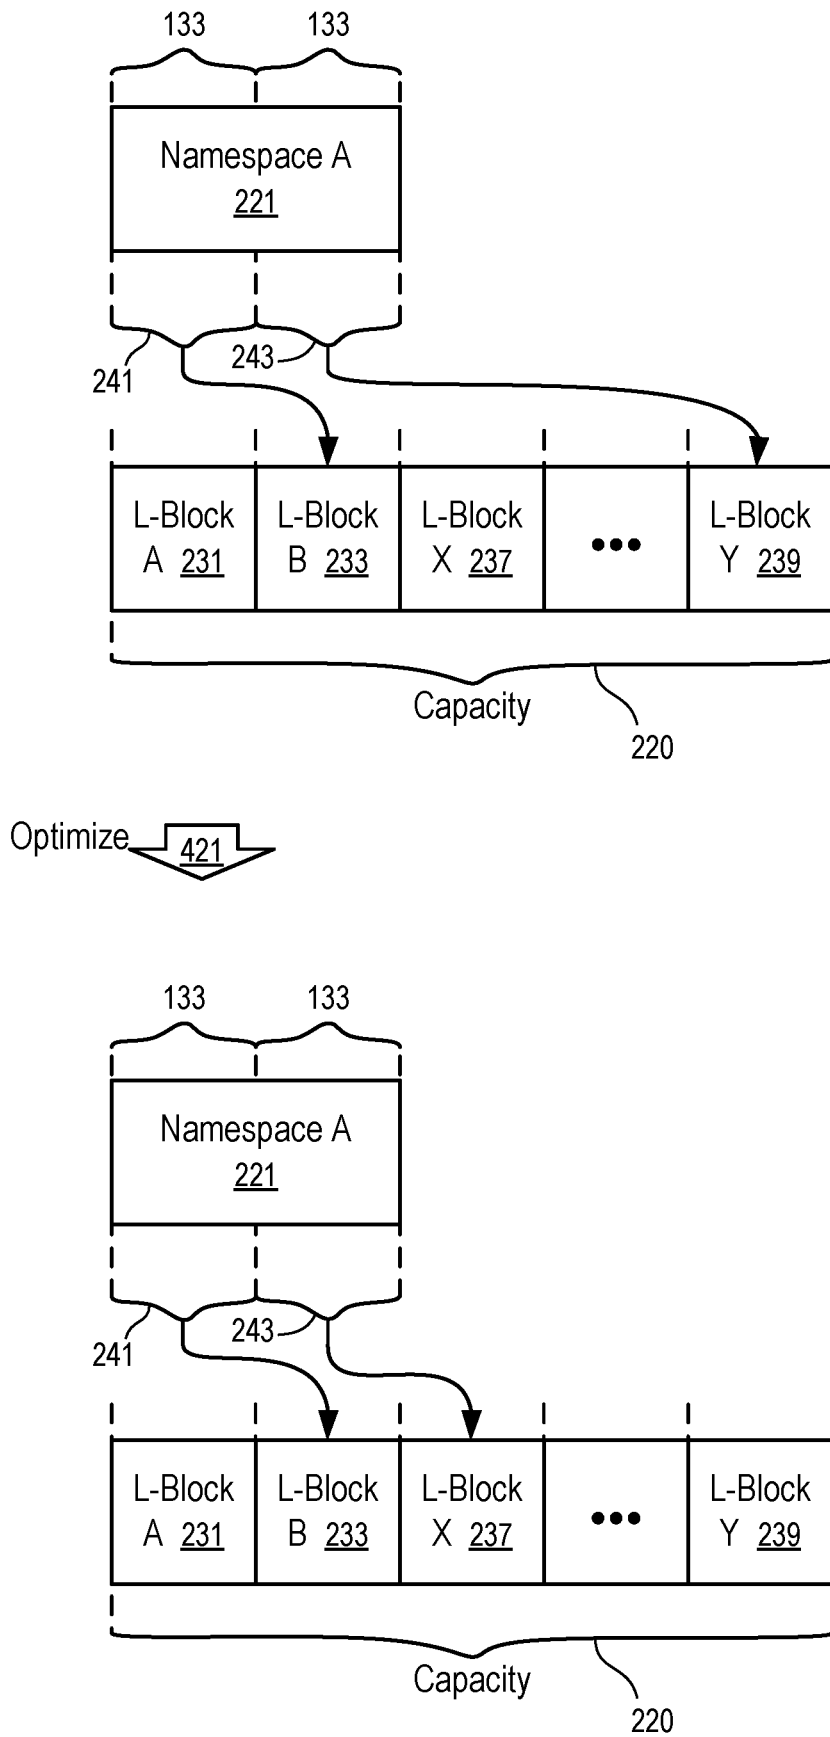 133 133
Namespace A
221
241 243
L-Block L-Block L-Block L-Block
A 231 B 233 X 237 ••• Y 239
Capacity
220
Optimize 421
133 133
Namespace A
221
241 243
L-Block L-Block L-Block L-Block
A 231 B 233 X 237 ••• Y 239
Capacity
220